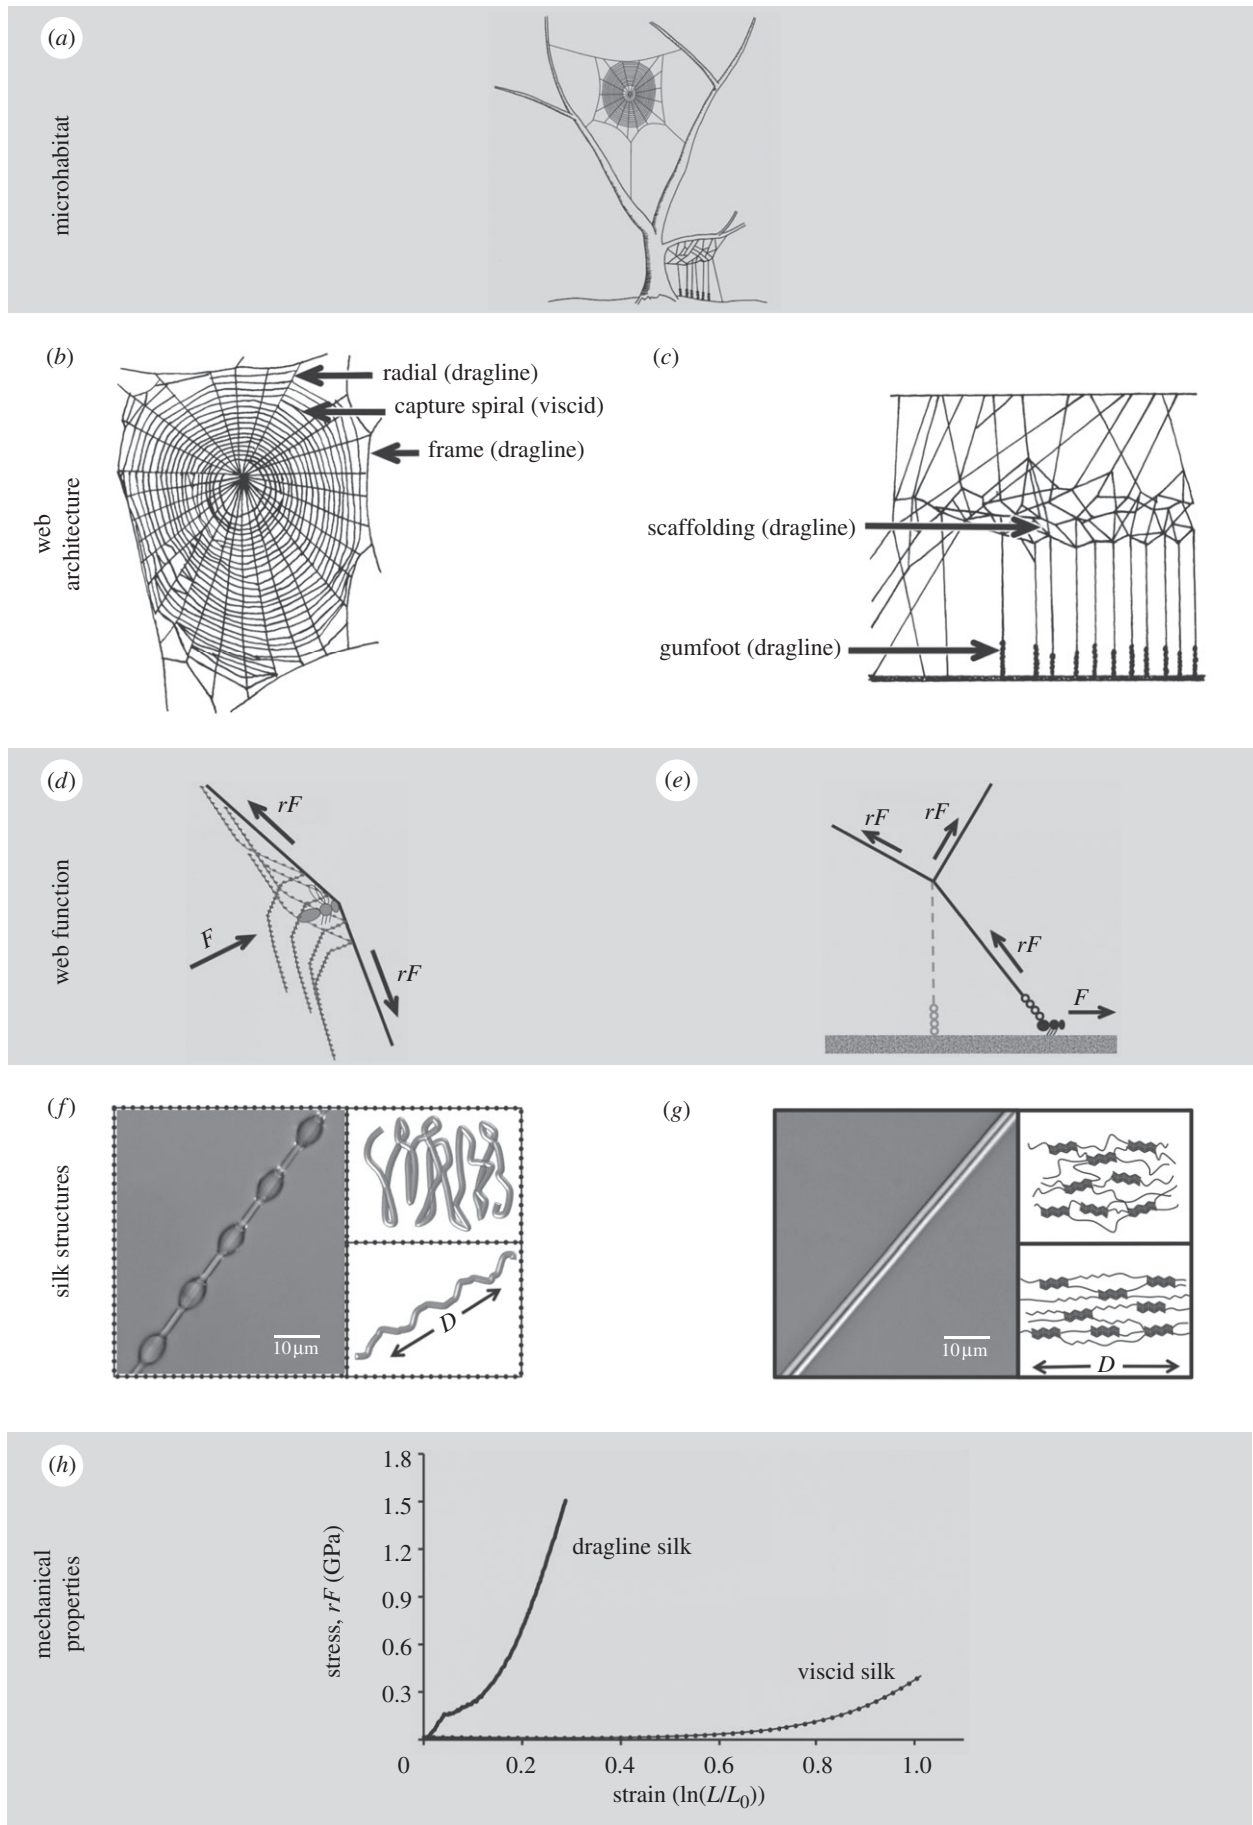 (a)
microhabitat
(b)
radial (dragline)
capture spiral (viscid)
frame (dragline)
(c)
scaffolding (dragline)
gumfoot (dragline)
web
architecture
(d)
rF
F
rF
(e)
rF
rF
rF
F
web function
(f)
10 µm
D
(g)
10 µm
D
silk structures
(h)
mechanical
properties
stress, rF (GPa)
1.8
1.5
1.2
0.9
0.6
0.3
dragline silk
viscid silk
0
0.2
0.4
0.6
0.8
1.0
strain (ln(L/L₀))